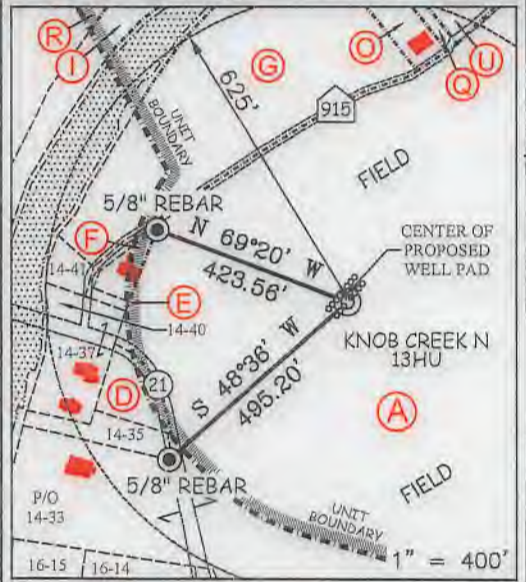 R
I
G
O
Q
U
625'
UNIT
BOUNDARY
915
FIELD
5/8" REBAR
N 69°20' W
423.56'
CENTER OF
PROPOSED
WELL PAD
F
14-41
E
14-40
KNOB CREEK N
13HU
14-37
D
21
S 48°36' W
495.20'
A
14-35
5/8" REBAR
FIELD
P/O
14-33
UNIT
BOUNDARY
16-15
16-14
1" = 400'